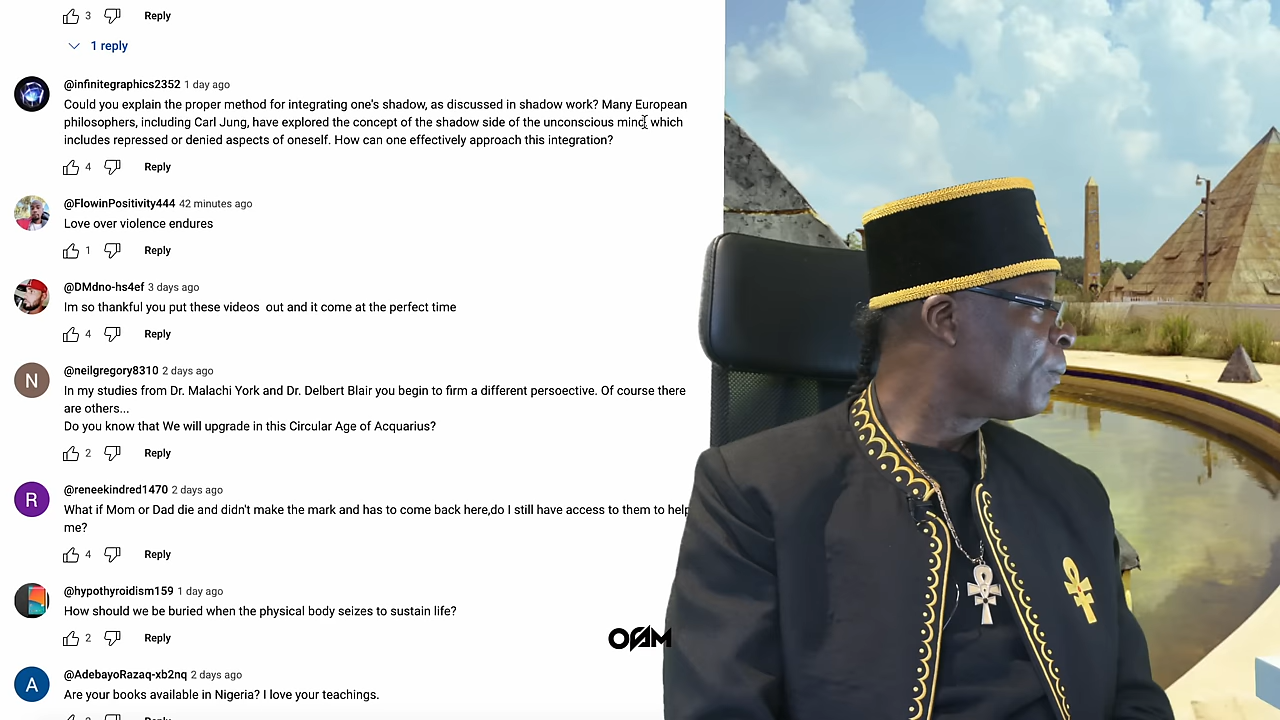 3 Reply
1 reply
@infinitegraphics2352 1 day ago
Could you explain the proper method for integrating one's shadow, as discussed in shadow work? Many European
philosophers, including Carl Jung, have explored the concept of the shadow side of the unconscious mind, which
includes repressed or denied aspects of oneself. How can one effectively approach this integration?
4 Reply
@FlowinPositivity444 42 minutes ago
Love over violence endures
1 Reply
@DMdno-hs4ef 3 days ago
Im so thankful you put these videos out and it come at the perfect time
4 Reply
N
@neilgregory8310 2 days ago
In my studies from Dr. Malachi York and Dr. Delbert Blair you begin to firm a different persoective. Of course there
are others...
Do you know that We will upgrade in this Circular Age of Acquarius?
2 Reply
R
@reneekindred1470 2 days ago
What if Mom or Dad die and didn't make the mark and has to come back here,do I still have access to them to help
me?
4 Reply
@hypothyroidism159 1 day ago
How should we be buried when the physical body seizes to sustain life?
2 Reply
A
@AdebayoRazaq-xb2nq 2 days ago
Are your books available in Nigeria? I love your teachings.